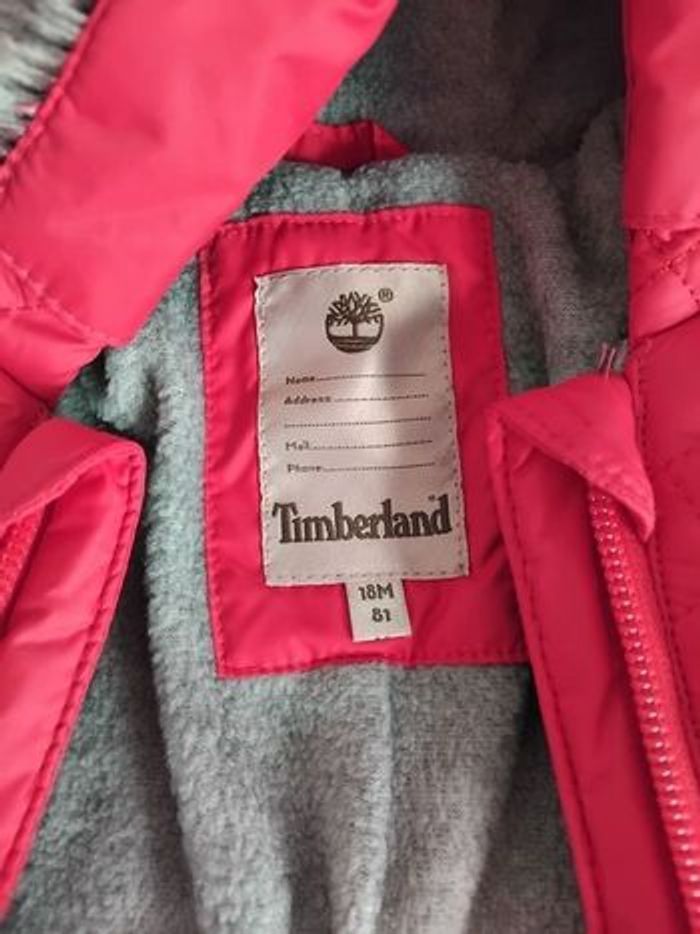 ®
Name
Address
Mail
Phone
Timberland
18M
81